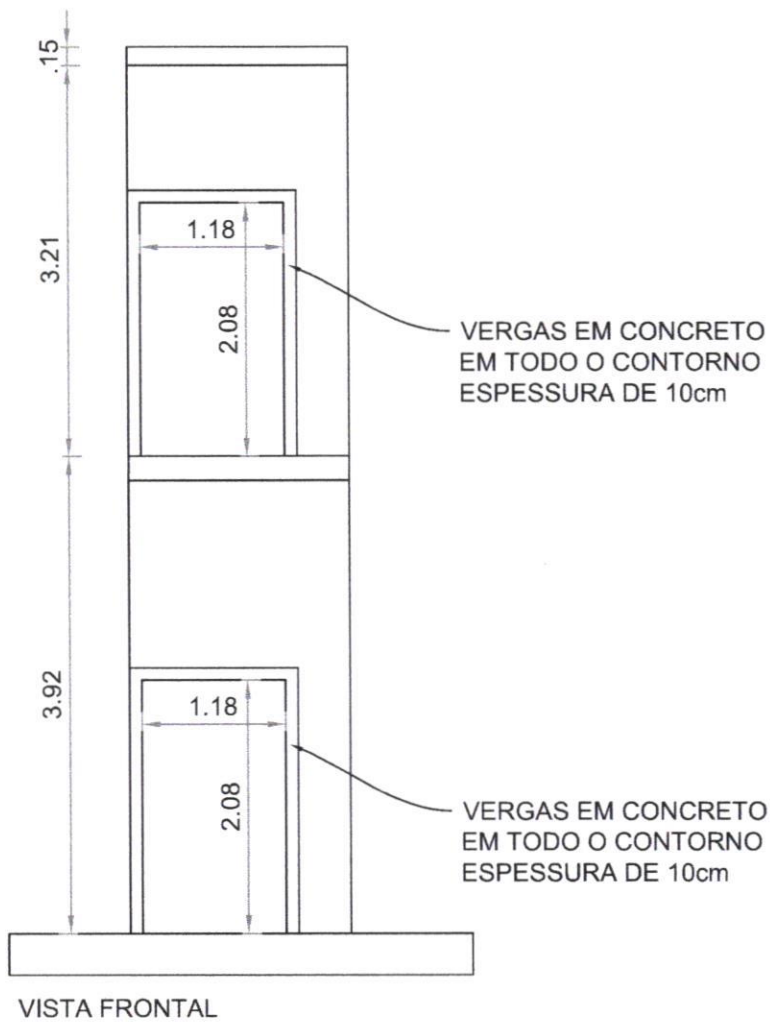 .15
3.21
1.18
2.08
VERGAS EM CONCRETO
EM TODO O CONTORNO
ESPESSURA DE 10cm
3.92
1.18
2.08
VERGAS EM CONCRETO
EM TODO O CONTORNO
ESPESSURA DE 10cm
VISTA FRONTAL